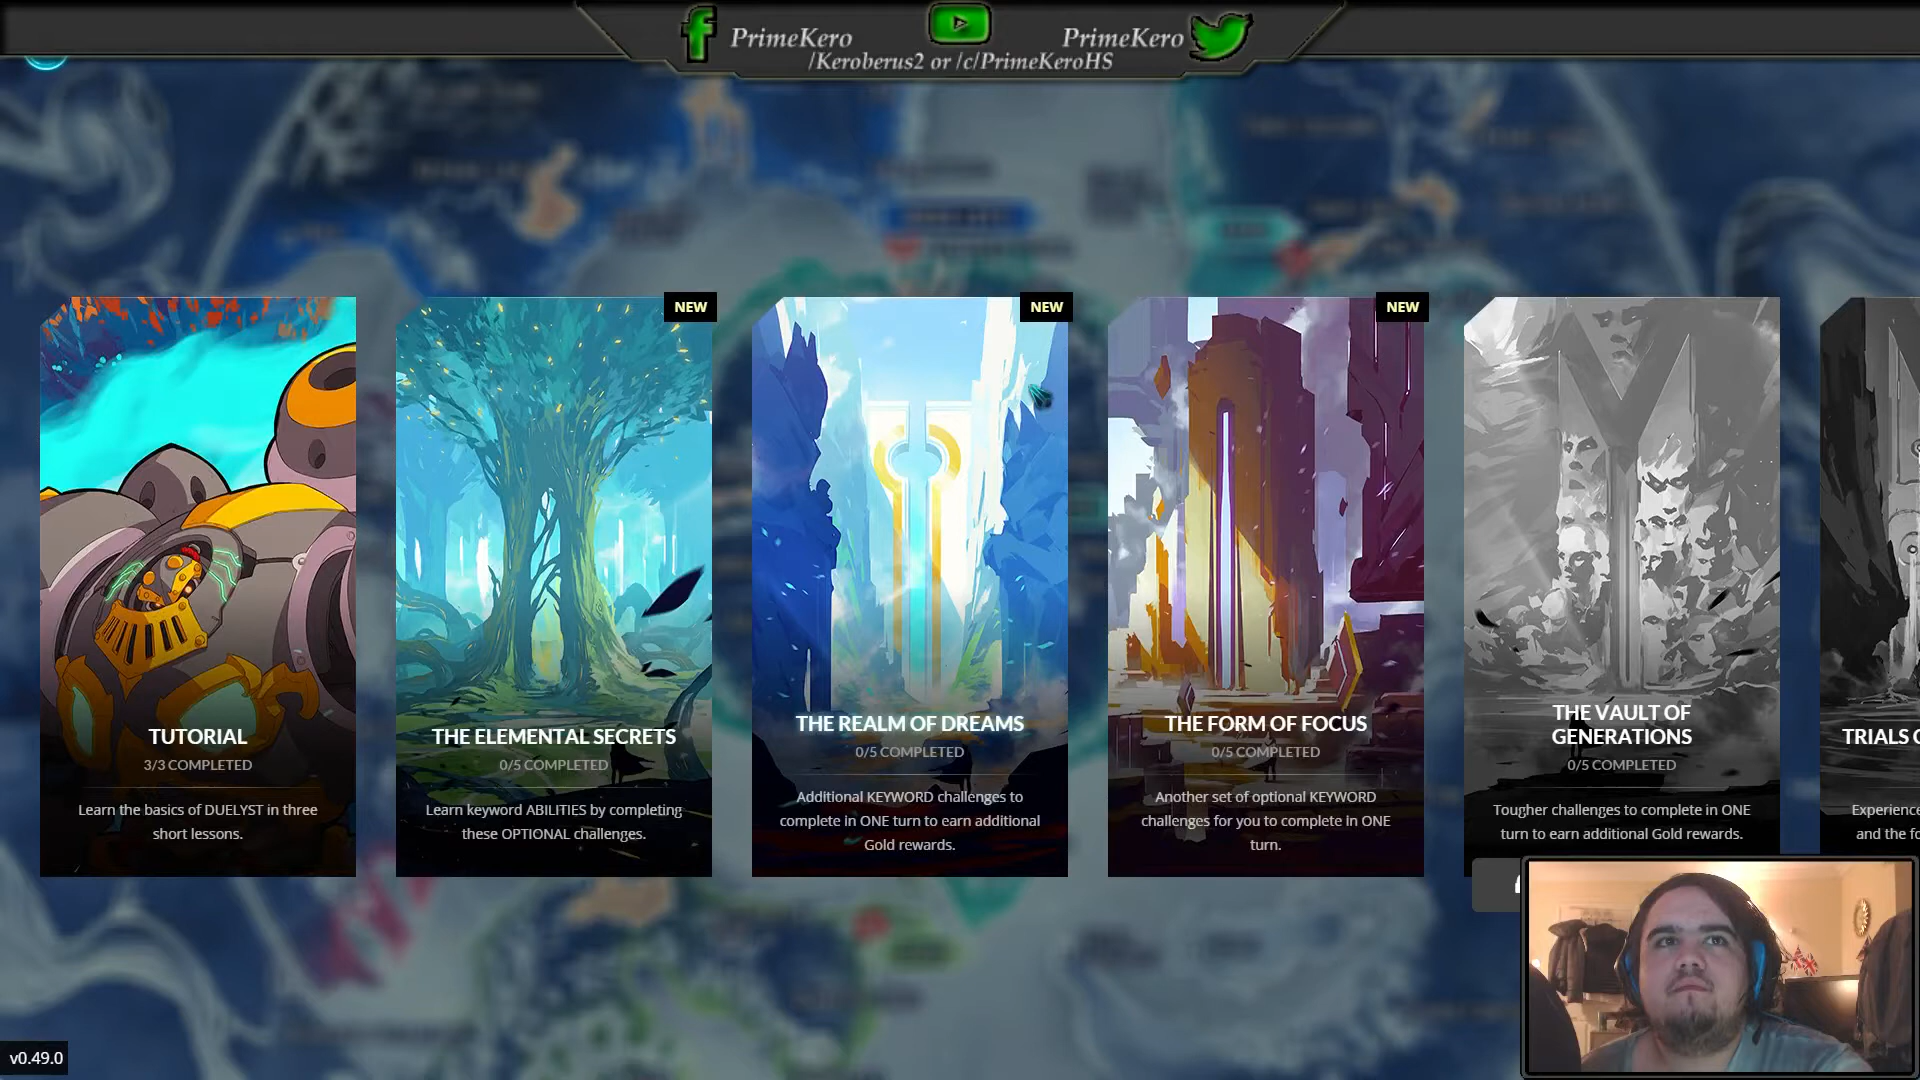 PrimeKero
PrimeKero
/Keroberus2 or /c/PrimeKeroHS
NEW
NEW
NEW
TUTORIAL
3/3 COMPLETED
Learn the basics of DUELYST in three
short lessons.
THE ELEMENTAL SECRETS
0/5 COMPLETED
Learn keyword ABILITIES by completing
these OPTIONAL challenges.
THE REALM OF DREAMS
0/5 COMPLETED
Additional KEYWORD challenges to
complete in ONE turn to earn additional
Gold rewards.
THE FORM OF FOCUS
0/5 COMPLETED
Another set of optional KEYWORD
challenges for you to complete in ONE
turn.
THE VAULT OF
GENERATIONS
0/5 COMPLETED
Tougher challenges to complete in ONE
turn to earn additional Gold rewards.
TRIALS
Experience
and the
v0.49.0